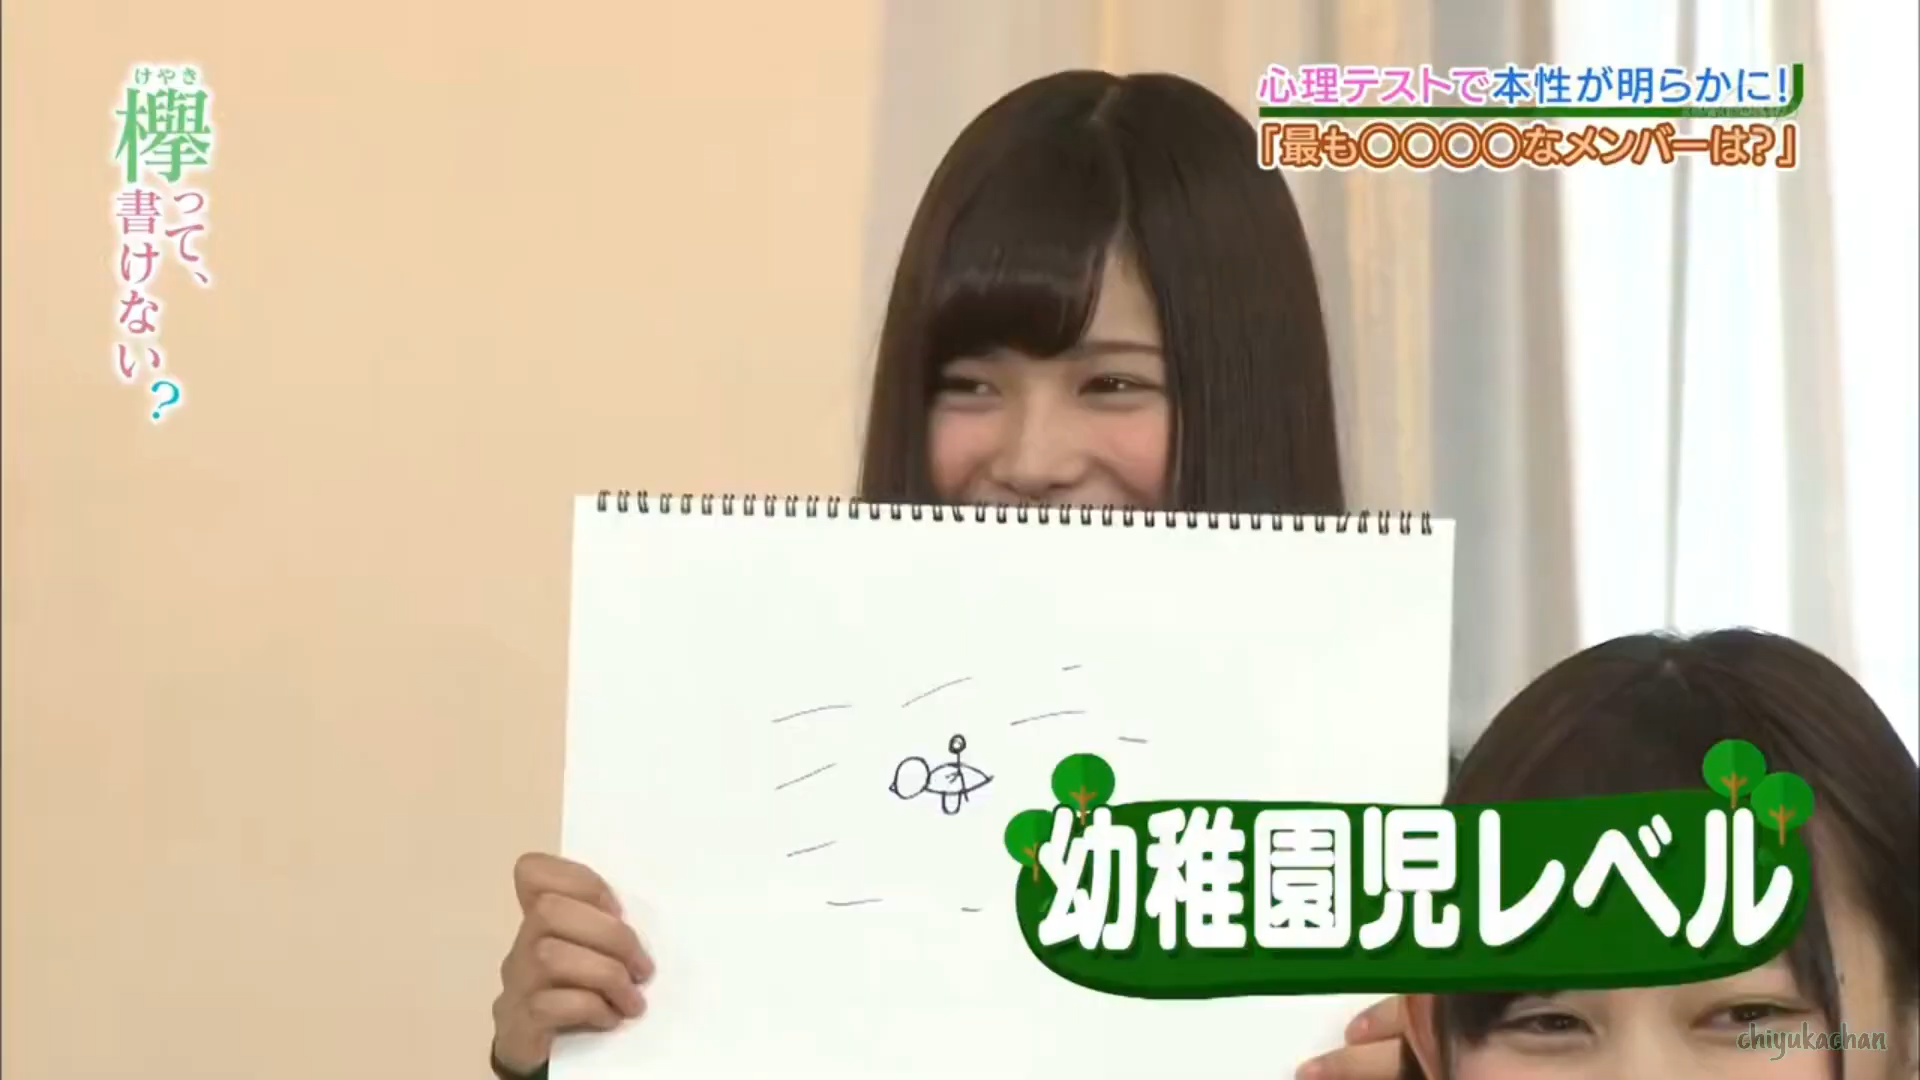 けやき
欅って、
書けない?
心理テストで本性が明らかに!
「最も〇〇〇〇なメンバーは?」
幼稚園児レベル
chiyukachan